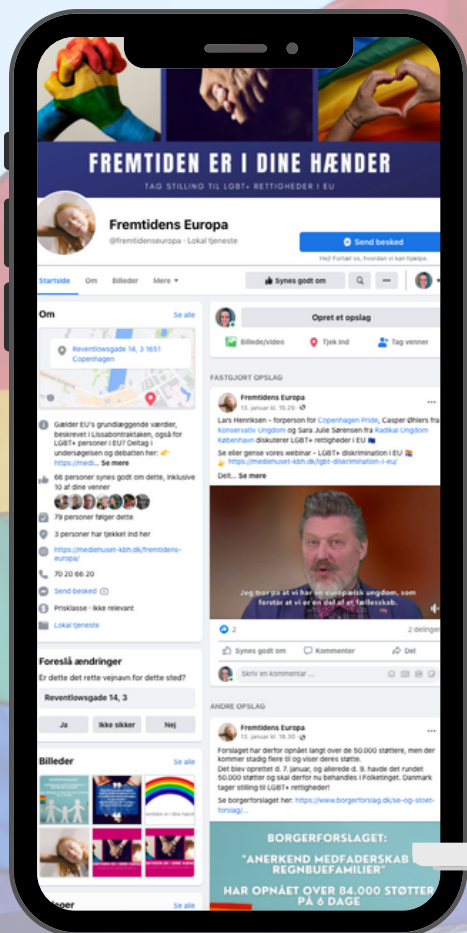 FREMTIDEN ER I DINE HÆNDER
TAG STILLING TIL LGBT+ RETTIGHEDER I EU
Fremtidens Europa
@fremtidenseuropa · Lokal tjeneste
Send besked
Hej! Fortæl os, hvordan vi kan hjælpe.
Startside Om Billeder Mere
Synes godt om
Om Se alle
Reventlowsgade 14, 3 1651
Copenhagen
Gælder EU's grundlæggende værdier,
beskrevet i Lissabontraktaken, også for
LGBT+ personer i EU? Deltag i
undersøgelsen og debatten her: 👉
https://medi... Se mere
66 personer synes godt om dette, inklusive
10 af dine venner
79 personer følger dette
3 personer har tjekket ind her
https://mediehuset-kbh.dk/fremtidens-
europa/
70 20 66 20
Send besked
Prisklasse · Ikke relevant
Lokal tjeneste
Foreslå ændringer
Er dette det rette vejnavn for dette sted?
Reventlowsgade 14, 3
Ja Ikke sikker Nej
Billeder Se alle
Se alle
Opret et opslag
Billede/video Tjek ind Tag venner
FASTGJORT OPSLAG
Fremtidens Europa
13. januar kl. 15.29 ·
Lars Henriksen - forperson for Copenhagen Pride, Casper Øhlers fra
Konservativ Ungdom og Sara Julie Sørensen fra Radikal Ungdom
København diskuterer LGBT+ rettigheder i EU 🇪🇺
Se eller gense vores webinar - LGBT+ diskrimination i EU 🏳️‍🌈
👉 https://mediehuset-kbh.dk/lgbt-diskrimination-i-eu/
Delt... Se mere
Jeg tror på at vi har en europæisk ungdom, som
forstår at vi er en del af et fællesskab.
2 2 delinger
Synes godt om Kommenter Del
Skriv en kommentar ...
ANDRE OPSLAG
Fremtidens Europa
13. januar kl. 18.30 ·
Forslaget har derfor opnået langt over de 50.000 støttere, men der
kommer stadig flere til og viser deres støtte.
Det blev oprettet d. 7. januar, og allerede d. 9. havde det rundet
50.000 støtter og skal derfor nu behandles i Folketinget. Danmark
tager stilling til LGBT+ rettigheder!
Se borgerforslaget her: https://www.borgerforslag.dk/se-og-stoet-
forslag/...
BORGERFORSLAGET:
"ANERKEND MEDFADERSKAB
REGNBUEFAMILIER"
HAR OPNÅET OVER 84.000 STØTTER
PÅ 6 DAGE